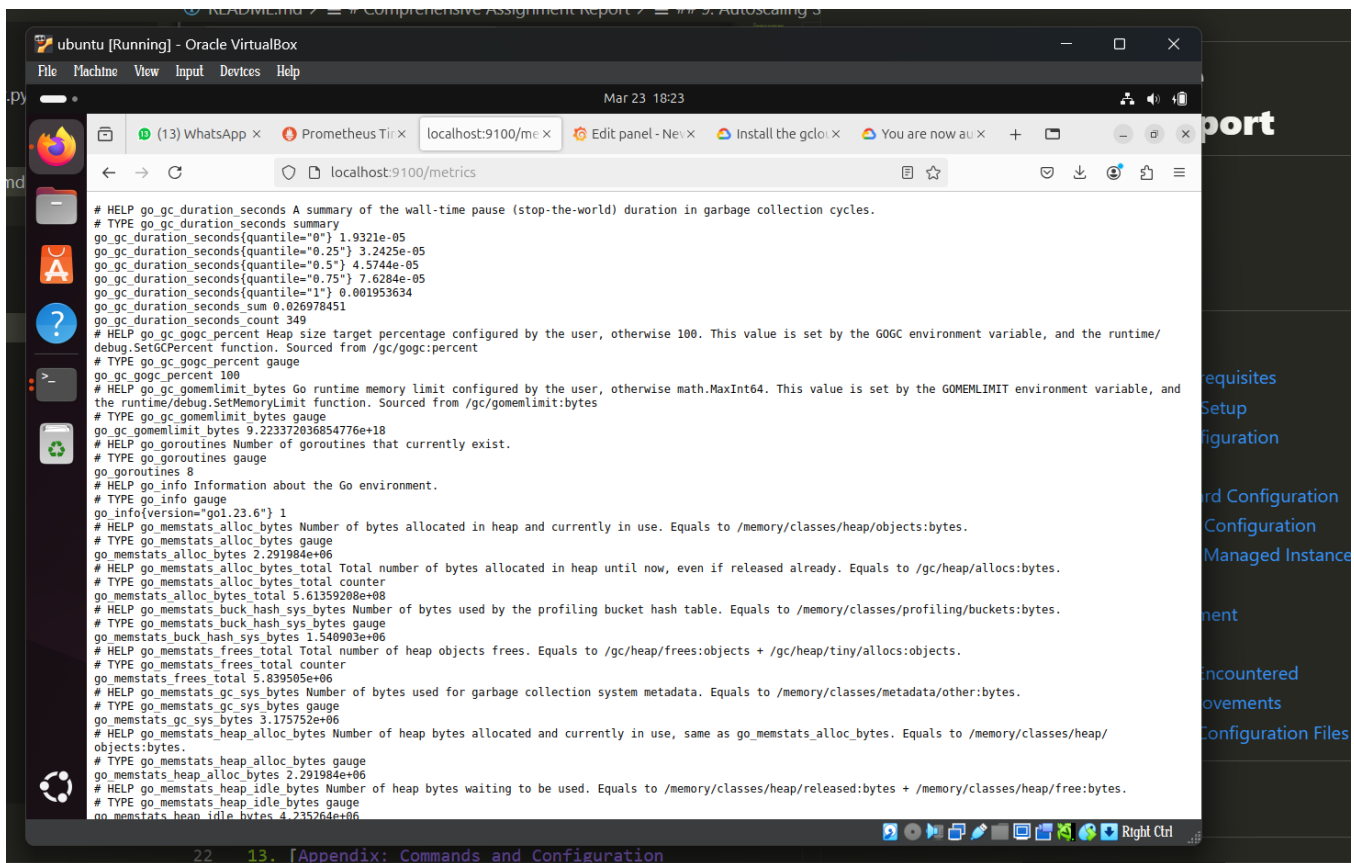 README.md > # Comprehensive Assignment Report > ## 9. Autoscaling S
ubuntu [Running] - Oracle VirtualBox
File Machine View Input Devices Help
.py
Mar 23 18:23
port
(13) WhatsApp
Prometheus Tim
localhost:9100/me
Edit panel - New
Install the gclou
You are now au
md
localhost:9100/metrics
# HELP go_gc_duration_seconds A summary of the wall-time pause (stop-the-world) duration in garbage collection cycles.
# TYPE go_gc_duration_seconds summary
go_gc_duration_seconds{quantile="0"} 1.9321e-05
go_gc_duration_seconds{quantile="0.25"} 3.2425e-05
go_gc_duration_seconds{quantile="0.5"} 4.5744e-05
go_gc_duration_seconds{quantile="0.75"} 7.6284e-05
go_gc_duration_seconds{quantile="1"} 0.001953634
go_gc_duration_seconds_sum 0.026978451
go_gc_duration_seconds_count 349
# HELP go_gc_gogc_percent Heap size target percentage configured by the user, otherwise 100. This value is set by the GOGC environment variable, and the runtime/
debug.SetGCPercent function. Sourced from /gc/gogc:percent
# TYPE go_gc_gogc_percent gauge
go_gc_gogc_percent 100
# HELP go_gc_gomemlimit_bytes Go runtime memory limit configured by the user, otherwise math.MaxInt64. This value is set by the GOMEMLIMIT environment variable, and
the runtime/debug.SetMemoryLimit function. Sourced from /gc/gomemlimit:bytes
# TYPE go_gc_gomemlimit_bytes gauge
go_gc_gomemlimit_bytes 9.223372036854776e+18
# HELP go_goroutines Number of goroutines that currently exist.
# TYPE go_goroutines gauge
go_goroutines 8
# HELP go_info Information about the Go environment.
# TYPE go_info gauge
go_info{version="go1.23.6"} 1
# HELP go_memstats_alloc_bytes Number of bytes allocated in heap and currently in use. Equals to /memory/classes/heap/objects:bytes.
# TYPE go_memstats_alloc_bytes gauge
go_memstats_alloc_bytes 2.291984e+06
# HELP go_memstats_alloc_bytes_total Total number of bytes allocated in heap until now, even if released already. Equals to /gc/heap/allocs:bytes.
# TYPE go_memstats_alloc_bytes_total counter
go_memstats_alloc_bytes_total 5.61359208e+08
# HELP go_memstats_buck_hash_sys_bytes Number of bytes used by the profiling bucket hash table. Equals to /memory/classes/profiling/buckets:bytes.
# TYPE go_memstats_buck_hash_sys_bytes gauge
go_memstats_buck_hash_sys_bytes 1.540903e+06
# HELP go_memstats_frees_total Total number of heap objects frees. Equals to /gc/heap/frees:objects + /gc/heap/tiny/allocs:objects.
# TYPE go_memstats_frees_total counter
go_memstats_frees_total 5.839505e+06
# HELP go_memstats_gc_sys_bytes Number of bytes used for garbage collection system metadata. Equals to /memory/classes/metadata/other:bytes.
# TYPE go_memstats_gc_sys_bytes gauge
go_memstats_gc_sys_bytes 3.175752e+06
# HELP go_memstats_heap_alloc_bytes Number of heap bytes allocated and currently in use, same as go_memstats_alloc_bytes. Equals to /memory/classes/heap/
objects:bytes.
# TYPE go_memstats_heap_alloc_bytes gauge
go_memstats_heap_alloc_bytes 2.291984e+06
# HELP go_memstats_heap_idle_bytes Number of heap bytes waiting to be used. Equals to /memory/classes/heap/released:bytes + /memory/classes/heap/free:bytes.
# TYPE go_memstats_heap_idle_bytes gauge
go_memstats_heap_idle_bytes 4.235264e+06
requisites
Setup
figuration
rd Configuration
Configuration
Managed Instance
ment
Encountered
ovements
Configuration Files
Right Ctrl
22 13. [Appendix: Commands and Configuration